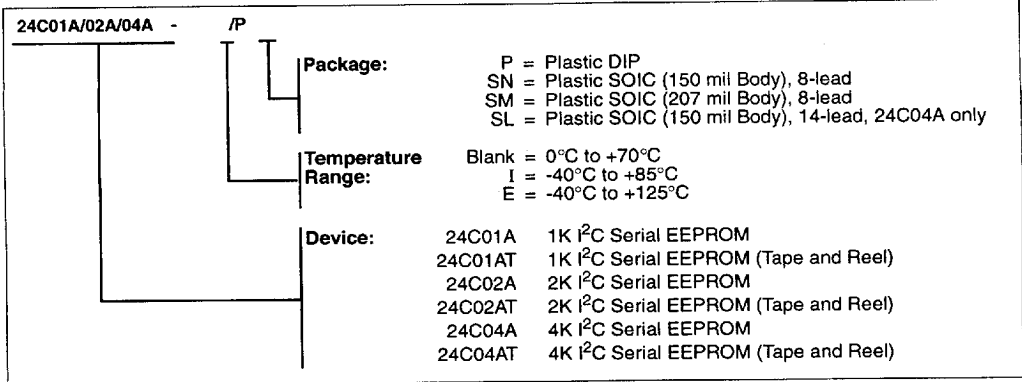 24C01A/02A/04A - /P
Package: P = Plastic DIP
SN = Plastic SOIC (150 mil Body), 8-lead
SM = Plastic SOIC (207 mil Body), 8-lead
SL = Plastic SOIC (150 mil Body), 14-lead, 24C04A only
Temperature Blank = 0°C to +70°C
Range: I = -40°C to +85°C
E = -40°C to +125°C
Device: 24C01A 1K I²C Serial EEPROM
24C01AT 1K I²C Serial EEPROM (Tape and Reel)
24C02A 2K I²C Serial EEPROM
24C02AT 2K I²C Serial EEPROM (Tape and Reel)
24C04A 4K I²C Serial EEPROM
24C04AT 4K I²C Serial EEPROM (Tape and Reel)